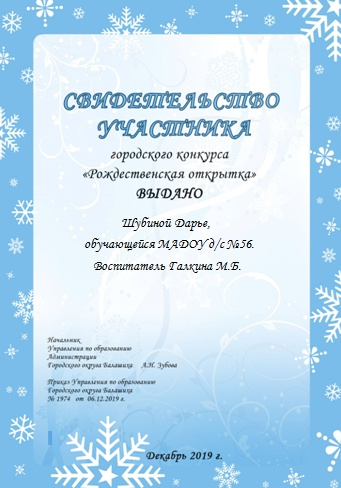 СВИДЕТЕЛЬСТВО
УЧАСТНИКА
городского конкурса
«Рождественская открытка»
ВЫДАНО
Шубиной Дарье,
обучающейся МАДОУ д/с №56.
Воспитатель Галкина М.Б.
Начальник
Управления по образованию
Администрации
Городского округа Балашиха А.Н. Зубова
Приказ Управления по образованию
Городского округа Балашиха
№ 1974 от 06.12.2019 г.
Декабрь 2019 г.